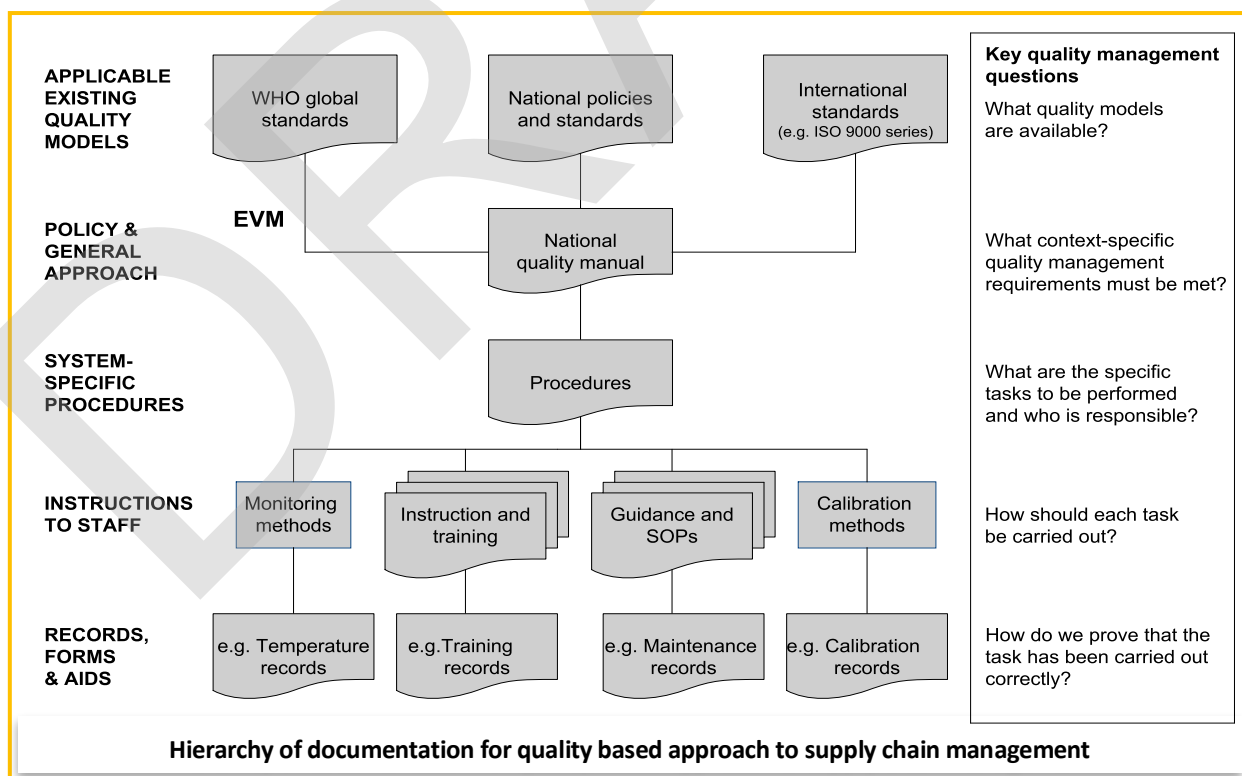 APPLICABLE
EXISTING
QUALITY
MODELS
WHO global
standards
National policies
and standards
International
standards
(e.g. ISO 9000 series)
Key quality management
questions
What quality models
are available?
POLICY &
GENERAL
APPROACH
EVM
National
quality manual
What context-specific
quality management
requirements must be met?
SYSTEM-
SPECIFIC
PROCEDURES
Procedures
What are the specific
tasks to be performed
and who is responsible?
INSTRUCTIONS
TO STAFF
Monitoring
methods
Instruction and
training
Guidance and
SOPs
Calibration
methods
How should each task
be carried out?
RECORDS,
FORMS
& AIDS
e.g. Temperature
records
e.g.Training
records
e.g. Maintenance
records
e.g. Calibration
records
How do we prove that the
task has been carried out
correctly?
Hierarchy of documentation for quality based approach to supply chain management